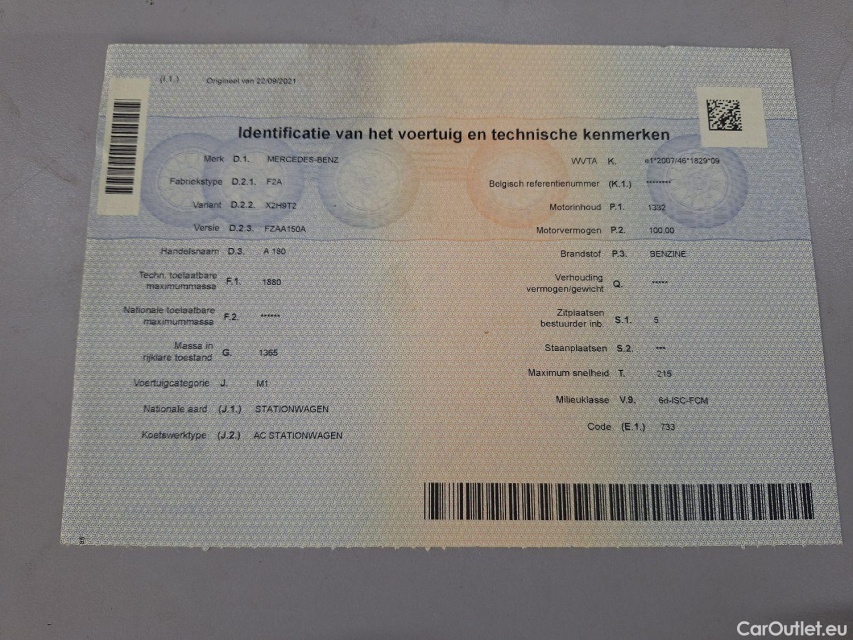 (I.1.) Origineel van 22/09/2021
Identificatie van het voertuig en technische kenmerken
Merk D.1. MERCEDES-BENZ
Fabriekstype D.2.1. F2A
Variant D.2.2. X2H9T2
Versie D.2.3. FZAA150A
Handelsnaam D.3. A 180
Techn. toelaatbare
maximummassa F.1. 1880
Nationale toelaatbare
maximummassa F.2. ******
Massa in
rijklare toestand G. 1365
Voertuigcategorie J. M1
Nationale aard (J.1.) STATIONWAGEN
Koetswerktype (J.2.) AC STATIONWAGEN
WVTA K. e1*2007/46*1829*09
Belgisch referentienummer (K.1.) ********
Motorinhoud P.1. 1332
Motorvermogen P.2. 100.00
Brandstof P.3. BENZINE
Verhouding
vermogen/gewicht Q. *****
Zitplaatsen
bestuurder inb. S.1. 5
Staanplaatsen S.2. ***
Maximum snelheid T. 215
Milieuklasse V.9. 6d-ISC-FCM
Code (E.1.) 733
CarOutlet.eu